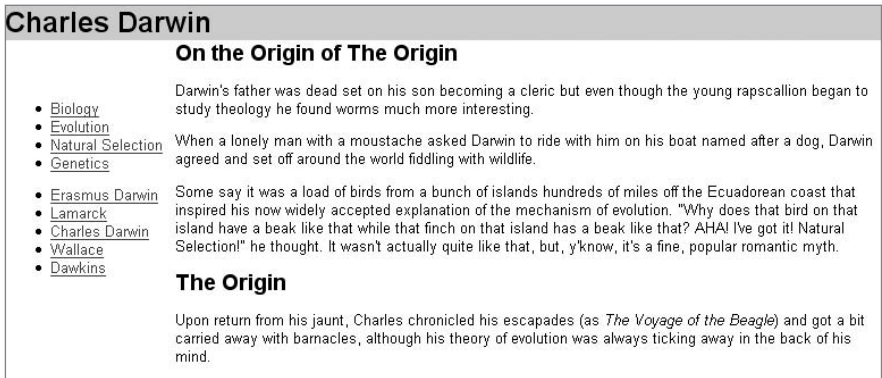 Charles Darwin
Biology
Evolution
Natural Selection
Genetics
Erasmus Darwin
Lamarck
Charles Darwin
Wallace
Dawkins
On the Origin of The Origin
Darwin's father was dead set on his son becoming a cleric but even though the young rapscallion began to
study theology he found worms much more interesting.
When a lonely man with a moustache asked Darwin to ride with him on his boat named after a dog, Darwin
agreed and set off around the world fiddling with wildlife.
Some say it was a load of birds from a bunch of islands hundreds of miles off the Ecuadorean coast that
inspired his now widely accepted explanation of the mechanism of evolution. "Why does that bird on that
island have a beak like that while that finch on that island has a beak like that? AHA! I've got it! Natural
Selection!" he thought. It wasn't actually quite like that, but, y'know, it's a fine, popular romantic myth.
The Origin
Upon return from his jaunt, Charles chronicled his escapades (as The Voyage of the Beagle) and got a bit
carried away with barnacles, although his theory of evolution was always ticking away in the back of his
mind.